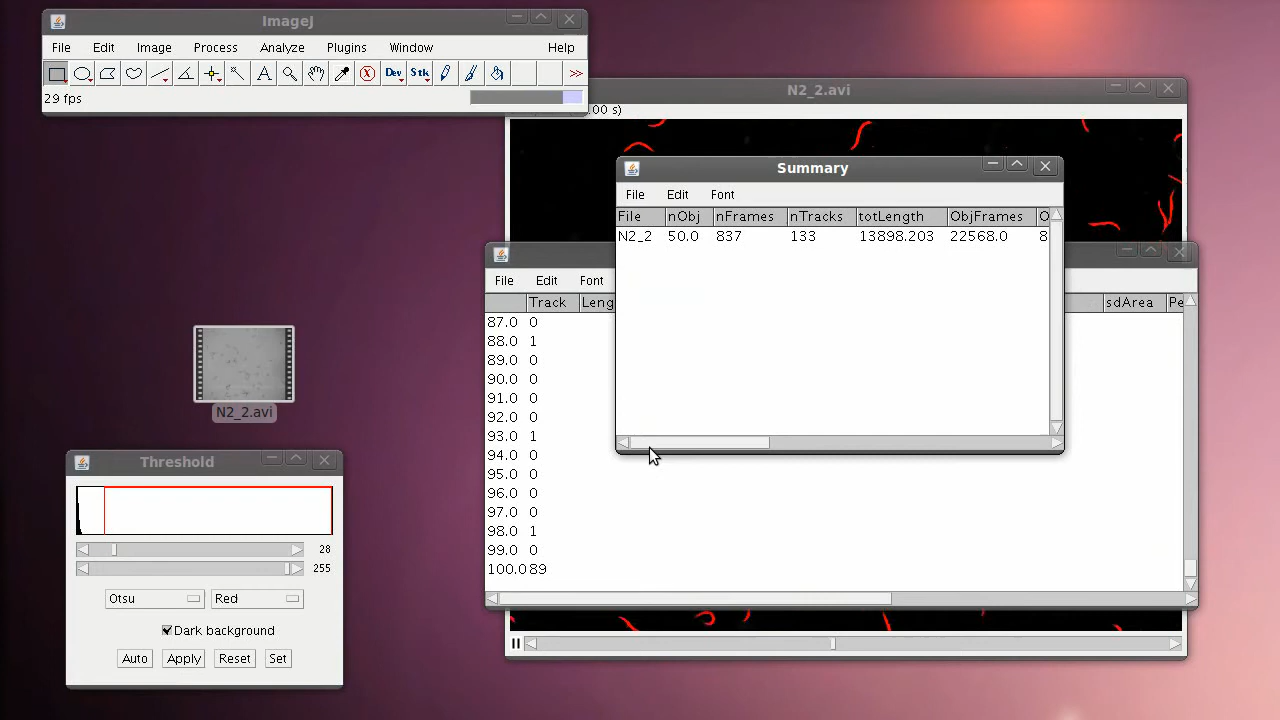 ImageJ
File Edit Image Process Analyze Plugins Window Help
Dev Stk >>
29 fps
N2_2.avi
.00 s)
Summary
File Edit Font
File nObj nFrames nTracks totLength ObjFrames O
N2_2 50.0 837 133 13898.203 22568.0 8
File Edit Font
Track Leng sdArea Pe
87.0 0
88.0 1
89.0 0
90.0 0
91.0 0
92.0 0
93.0 1
94.0 0
95.0 0
96.0 0
97.0 0
98.0 1
99.0 0
100.0 89
N2_2.avi
Threshold
28
255
Otsu Red
Dark background
Auto Apply Reset Set